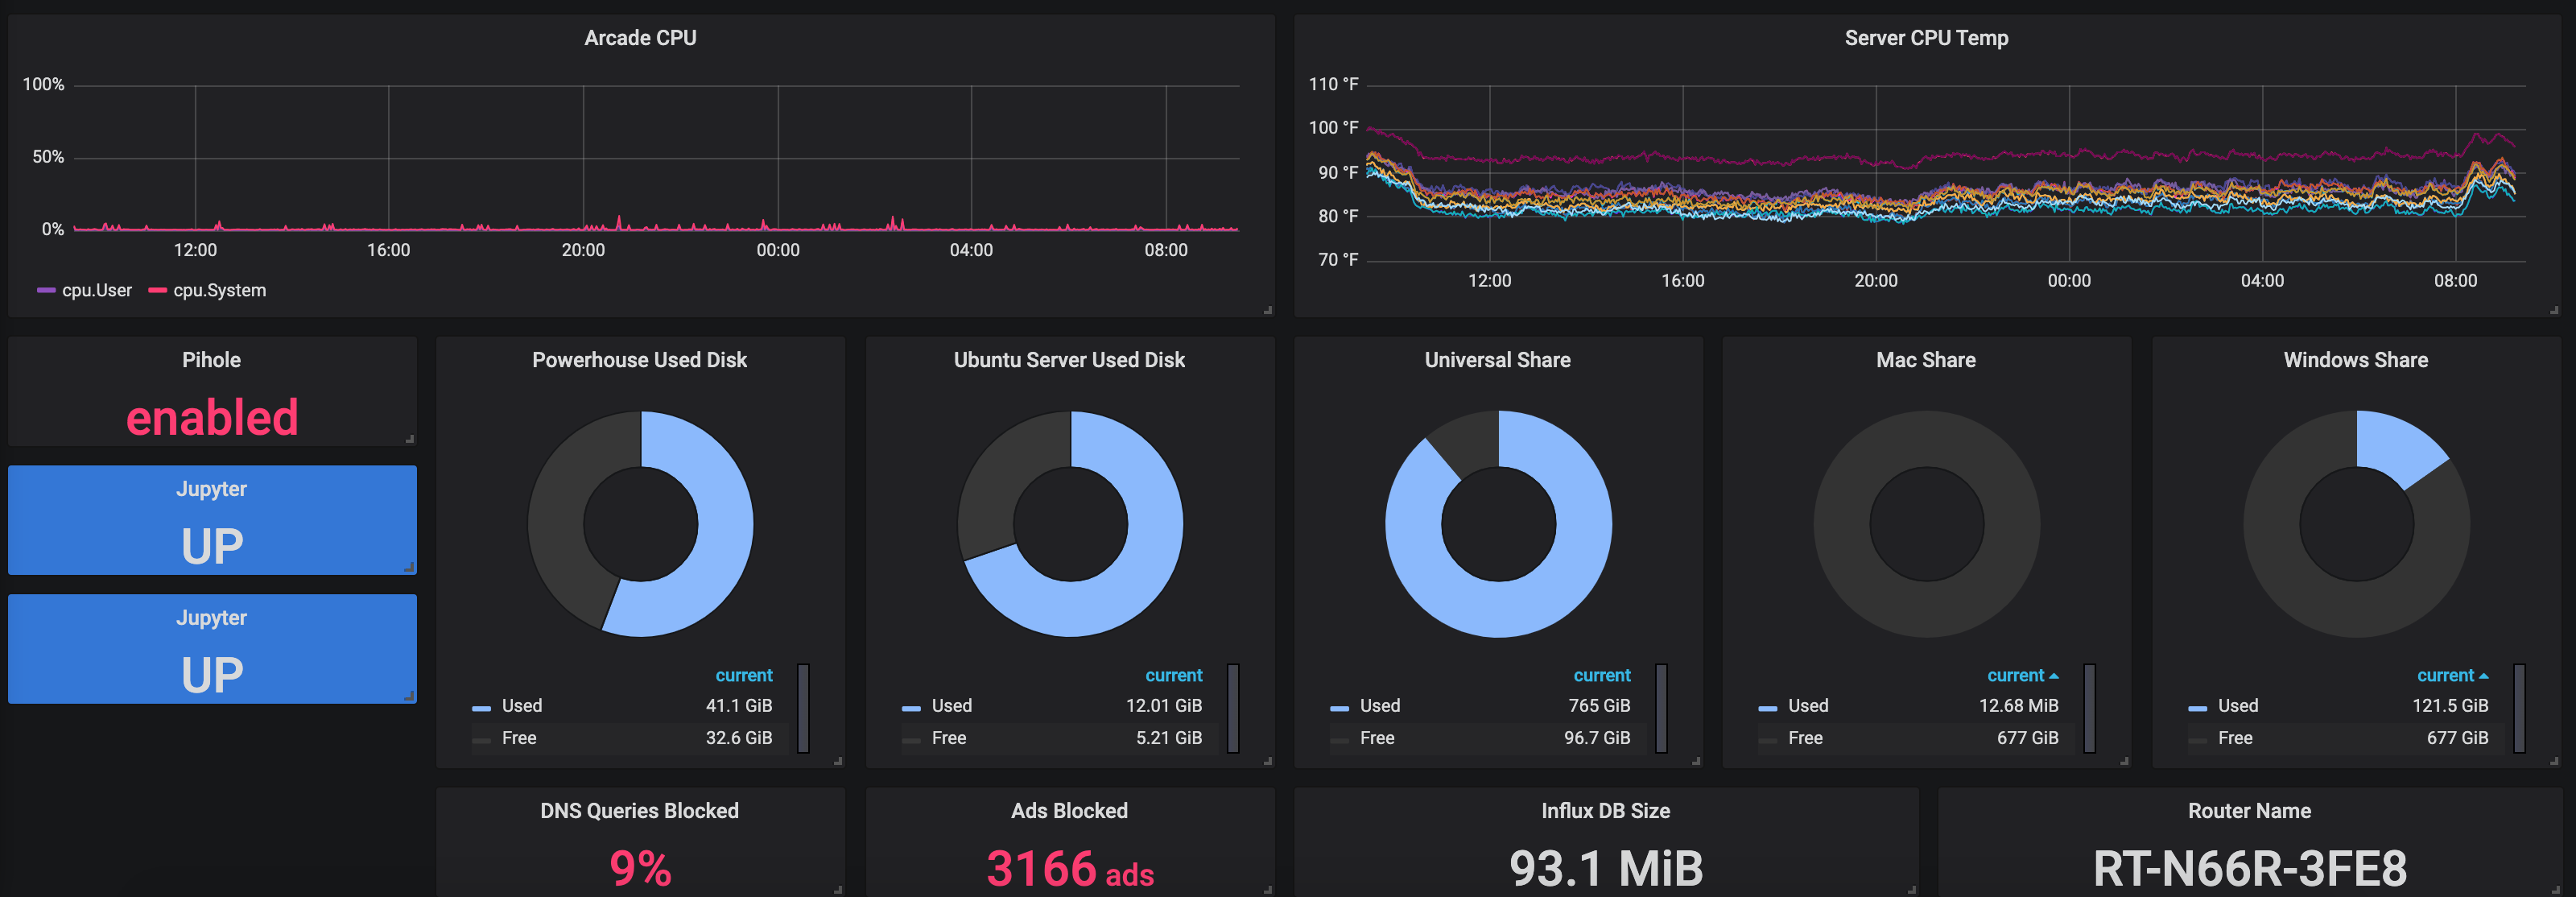 Arcade CPU
100%
50%
0%
12:00 16:00 20:00 00:00 04:00 08:00
cpu.User cpu.System
Server CPU Temp
110 °F
100 °F
90 °F
80 °F
70 °F
12:00 16:00 20:00 00:00 04:00 08:00
Pihole
enabled
Jupyter
UP
Jupyter
UP
Powerhouse Used Disk
current
Used 41.1 GiB
Free 32.6 GiB
Ubuntu Server Used Disk
current
Used 12.01 GiB
Free 5.21 GiB
Universal Share
current
Used 765 GiB
Free 96.7 GiB
Mac Share
current
Used 12.68 MiB
Free 677 GiB
Windows Share
current
Used 121.5 GiB
Free 677 GiB
DNS Queries Blocked
9%
Ads Blocked
3166 ads
Influx DB Size
93.1 MiB
Router Name
RT-N66R-3FE8